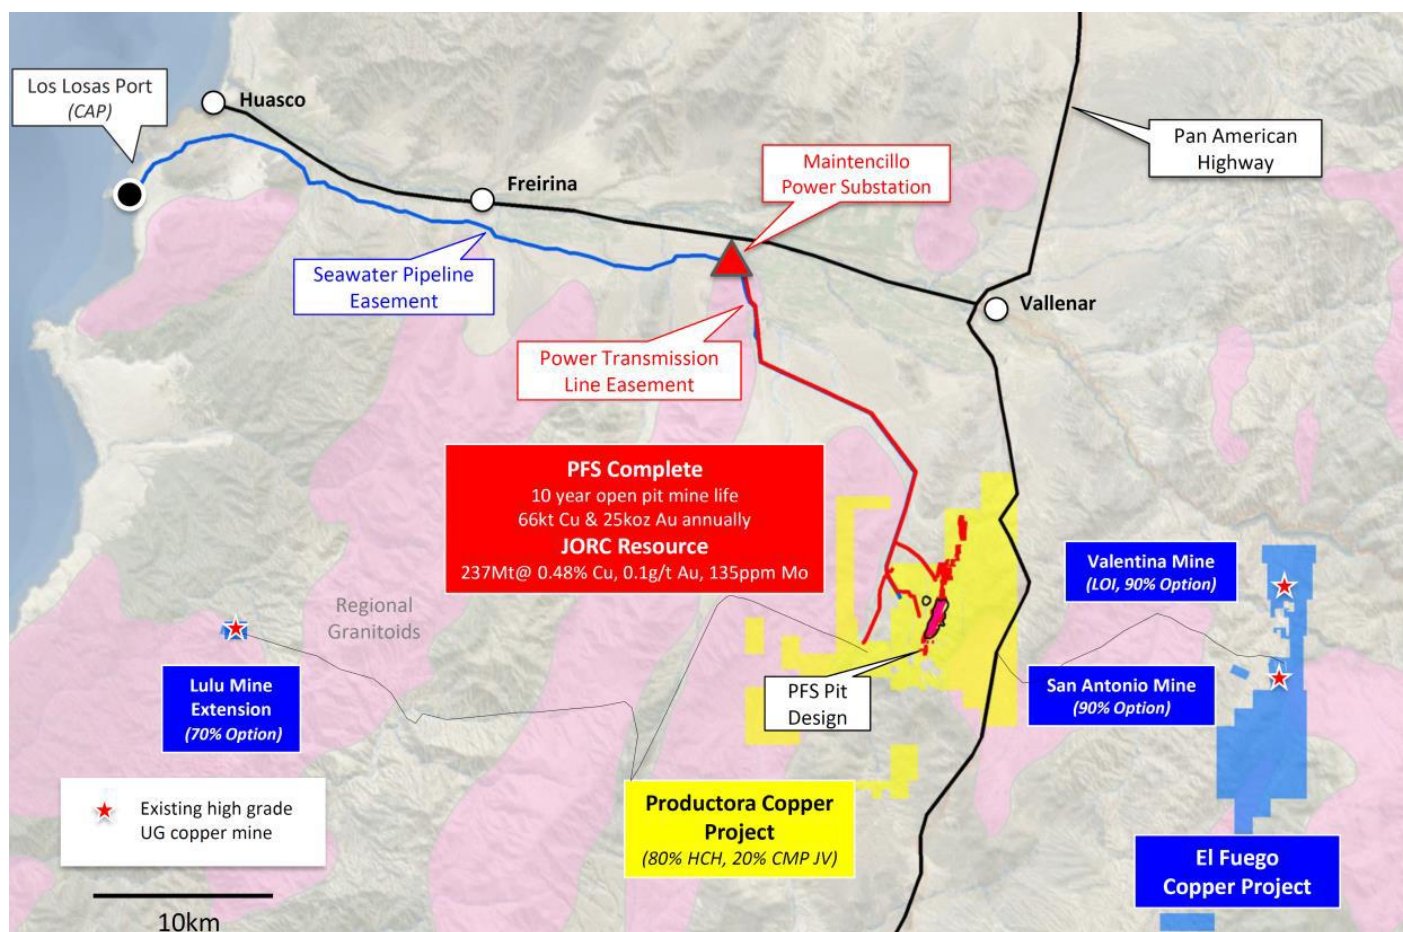 Los Losas Port
(CAP)
Huasco
Pan American
Highway
Maintencillo
Power Substation
Freirina
Seawater Pipeline
Easement
Vallenar
Power Transmission
Line Easement
PFS Complete
10 year open pit mine life
66kt Cu & 25koz Au annually
JORC Resource
237Mt@ 0.48% Cu, 0.1g/t Au, 135ppm Mo
Valentina Mine
(LOI, 90% Option)
Regional
Granitoids
Lulu Mine
Extension
(70% Option)
PFS Pit
Design
San Antonio Mine
(90% Option)
Existing high grade
UG copper mine
Productora Copper
Project
(80% HCH, 20% CMP JV)
El Fuego
Copper Project
10km